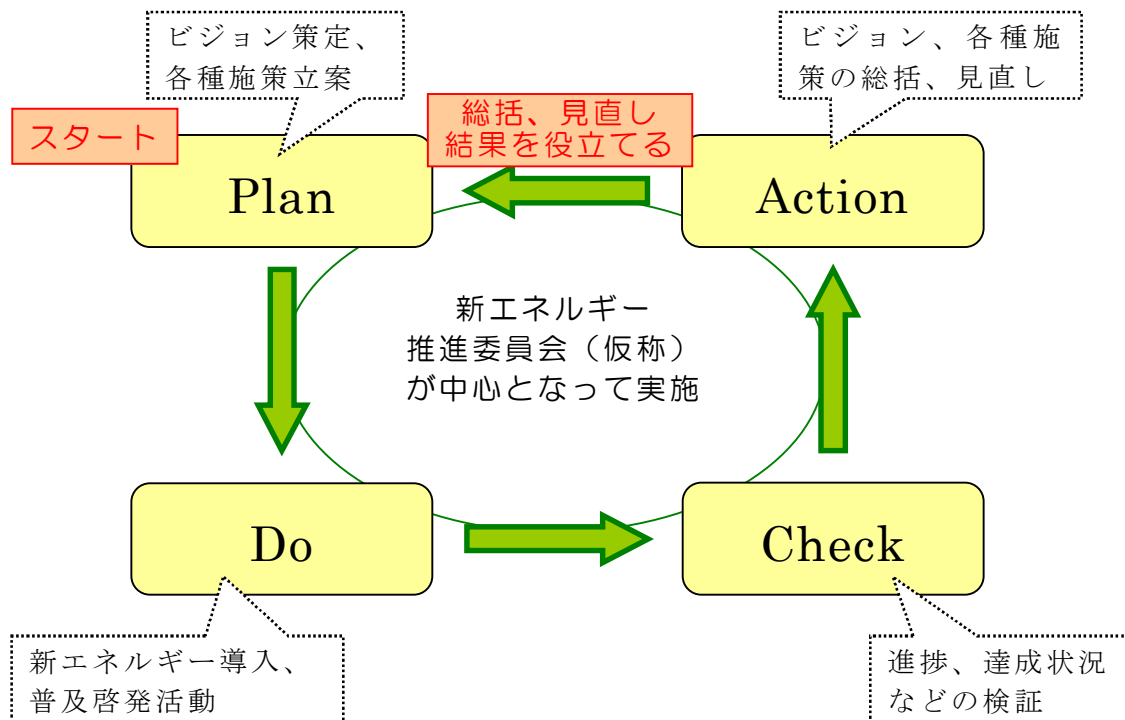 ビジョン策定、
各種施策立案
ビジョン、各種施
策の総括、見直し
スタート
総括、見直し
結果を役立てる
Plan
Action
新エネルギー
推進委員会（仮称）
が中心となって実施
Do
Check
新エネルギー導入、
普及啓発活動
進捗、達成状況
などの検証